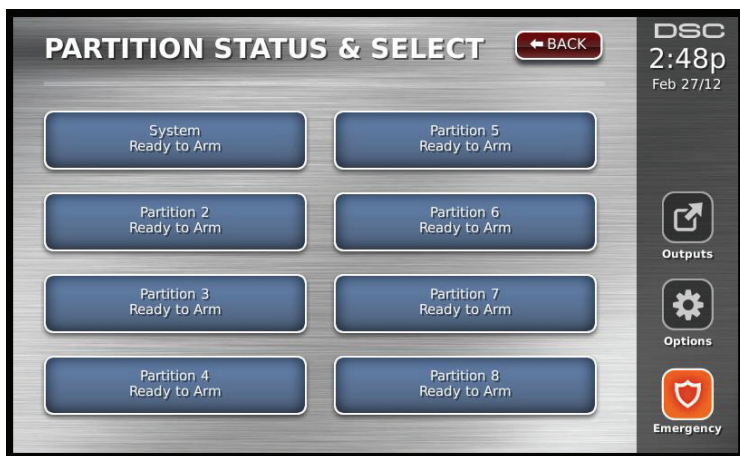 PARTITION STATUS & SELECT
BACK
DSC
2:48p
Feb 27/12
System
Ready to Arm
Partition 5
Ready to Arm
Partition 2
Ready to Arm
Partition 6
Ready to Arm
Partition 3
Ready to Arm
Partition 7
Ready to Arm
Partition 4
Ready to Arm
Partition 8
Ready to Arm
Outputs
Options
Emergency